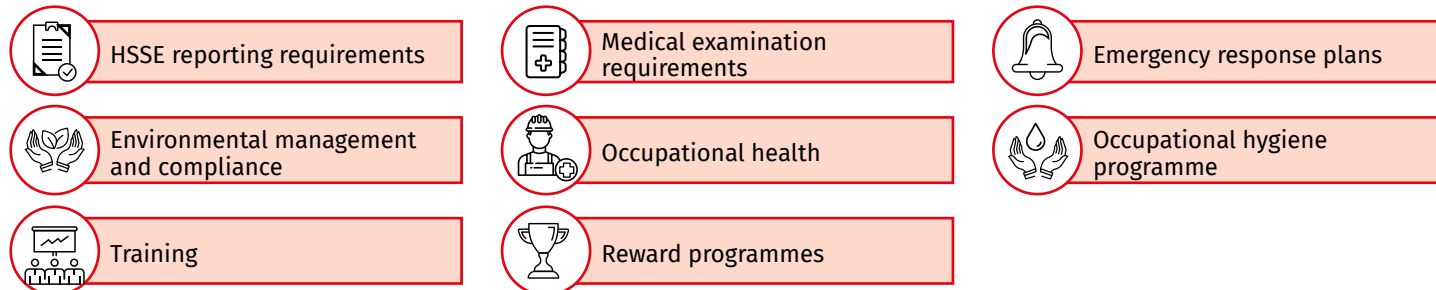 HSSE reporting requirements
Medical examination
requirements
Emergency response plans
Environmental management
and compliance
Occupational health
Occupational hygiene
programme
Training
Reward programmes